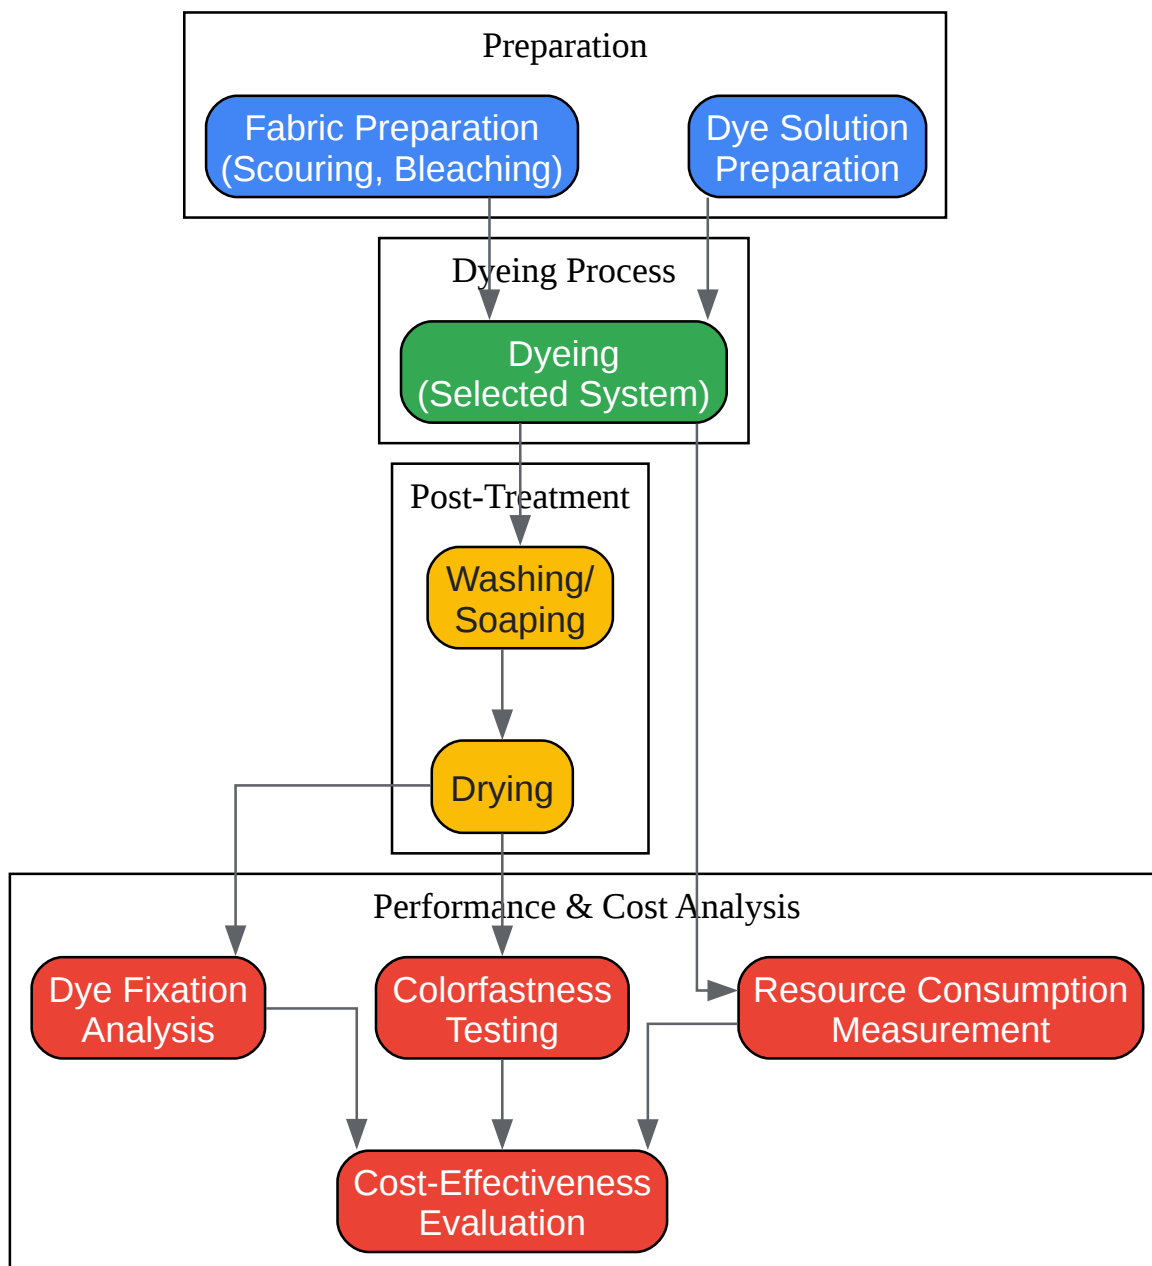 Preparation
Fabric Preparation
(Scouring, Bleaching)
Dye Solution
Preparation
Dyeing Process
Dyeing
(Selected System)
Post-Treatment
Washing/
Soaping
Drying
Performance & Cost Analysis
Dye Fixation
Analysis
Colorfastness
Testing
Resource Consumption
Measurement
Cost-Effectiveness
Evaluation